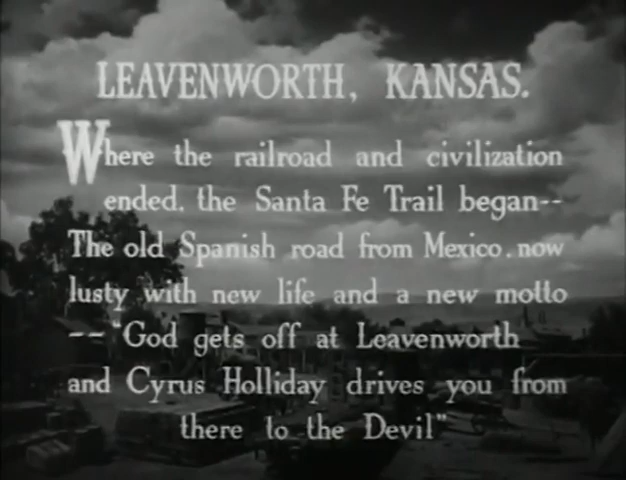 LEAVENWORTH, KANSAS.
Where the railroad and civilization
ended, the Santa Fe Trail began--
The old Spanish road from Mexico, now
lusty with new life and a new motto
--"God gets off at Leavenworth
and Cyrus Holliday drives you from
there to the Devil"